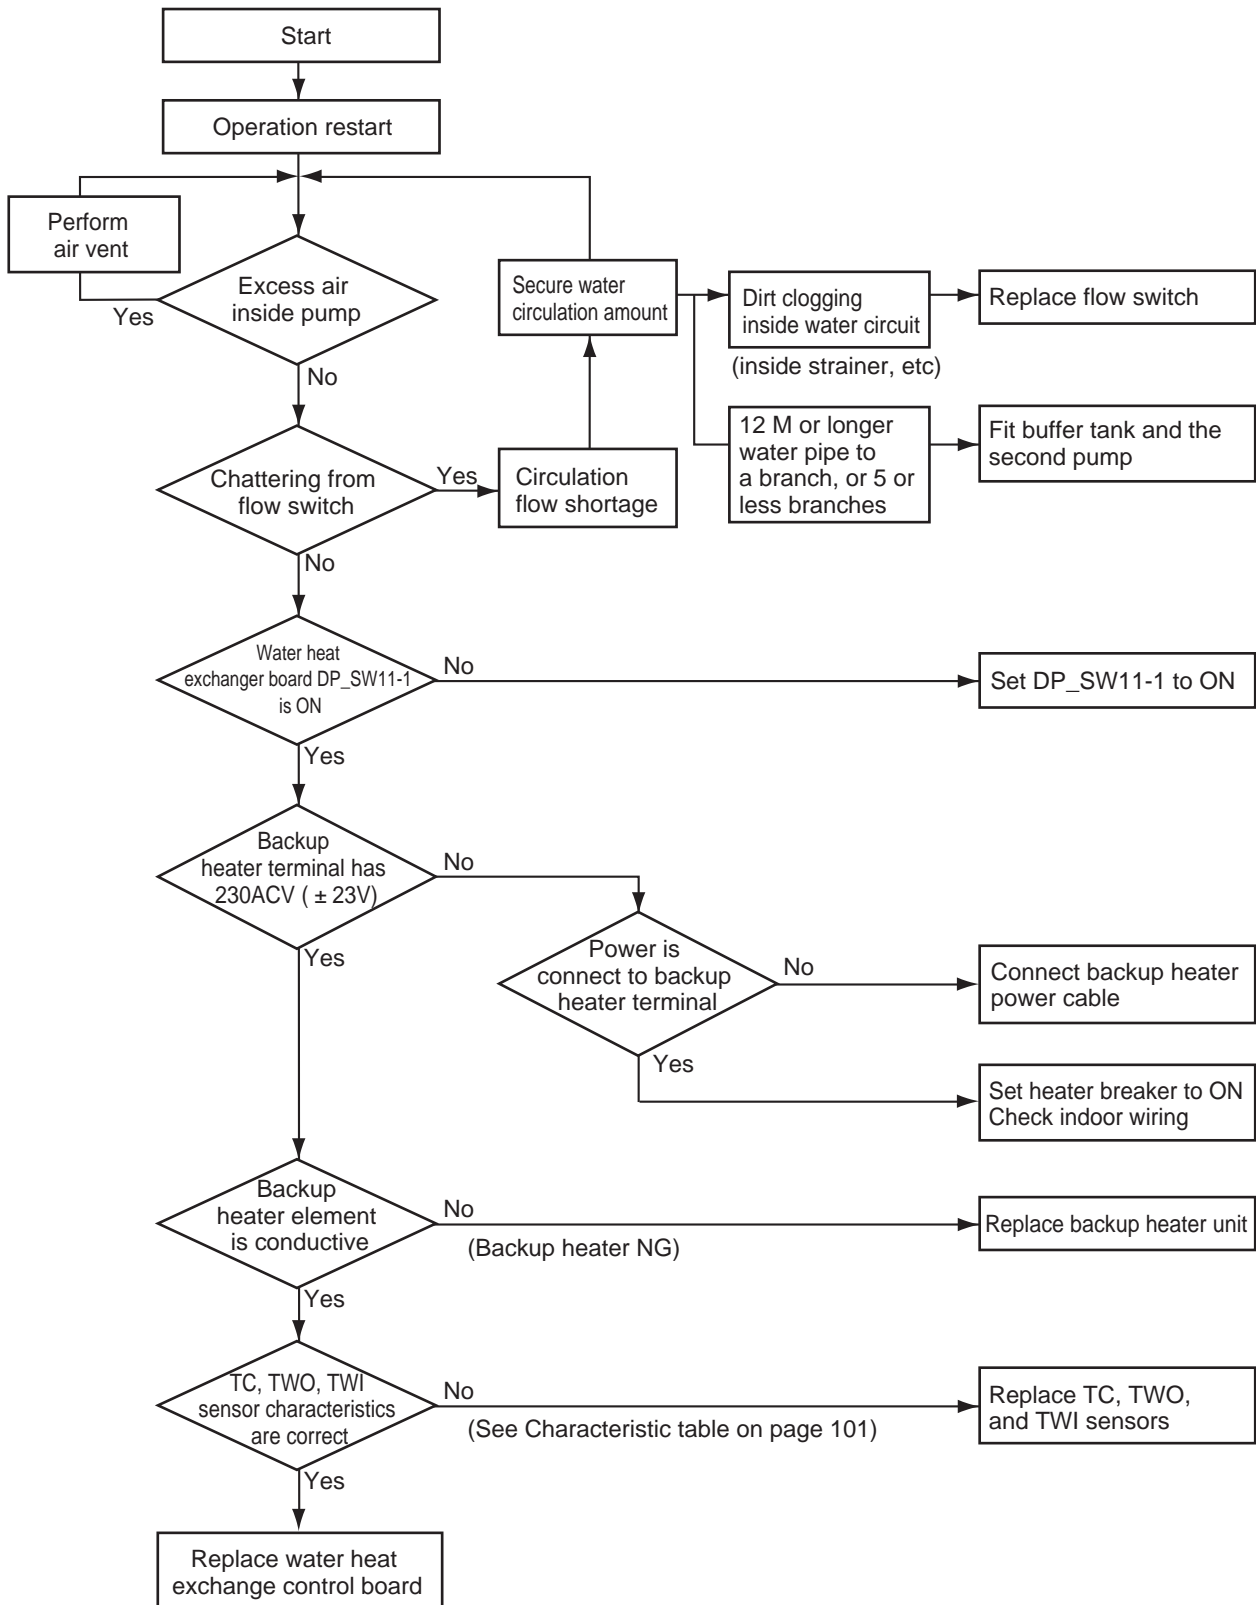 Start
Operation restart
Perform
air vent
Excess air
inside pump
Yes
No
Secure water
circulation amount
Dirt clogging
inside water circuit
(inside strainer, etc)
Replace flow switch
12 M or longer
water pipe to
a branch, or 5 or
less branches
Fit buffer tank and the
second pump
Chattering from
flow switch
Yes
Circulation
flow shortage
No
Water heat
exchanger board DP_SW11-1
is ON
No
Set DP_SW11-1 to ON
Yes
Backup
heater terminal has
230ACV ( ± 23V)
No
Yes
Power is
connect to backup
heater terminal
No
Connect backup heater
power cable
Yes
Set heater breaker to ON
Check indoor wiring
Backup
heater element
is conductive
No
(Backup heater NG)
Replace backup heater unit
Yes
TC, TWO, TWI
sensor characteristics
are correct
No
(See Characteristic table on page 101)
Replace TC, TWO,
and TWI sensors
Yes
Replace water heat
exchange control board